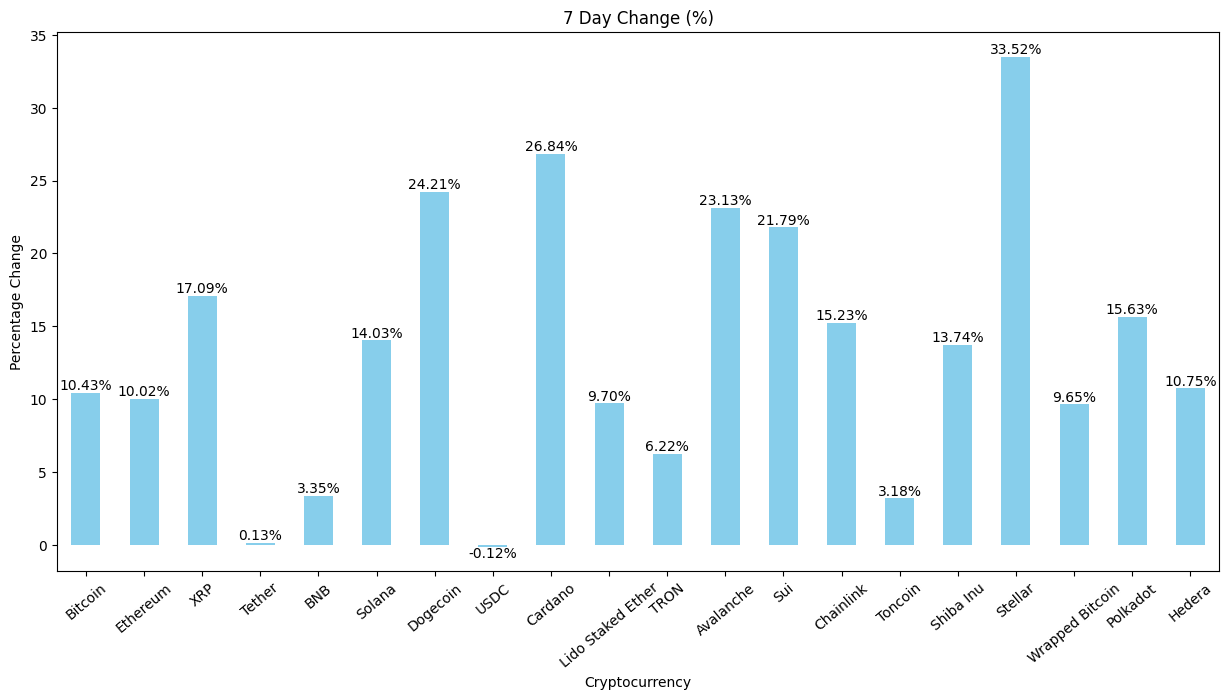 7 Day Change (%)
Percentage Change
35
30
25
20
15
10
5
0
10.43%
10.02%
17.09%
0.13%
3.35%
14.03%
24.21%
-0.12%
26.84%
9.70%
6.22%
23.13%
21.79%
15.23%
3.18%
13.74%
33.52%
9.65%
15.63%
10.75%
Bitcoin
Ethereum
XRP
Tether
BNB
Solana
Dogecoin
USDC
Cardano
Lido Staked Ether
TRON
Avalanche
Sui
Chainlink
Toncoin
Shiba Inu
Stellar
Wrapped Bitcoin
Polkadot
Hedera
Cryptocurrency